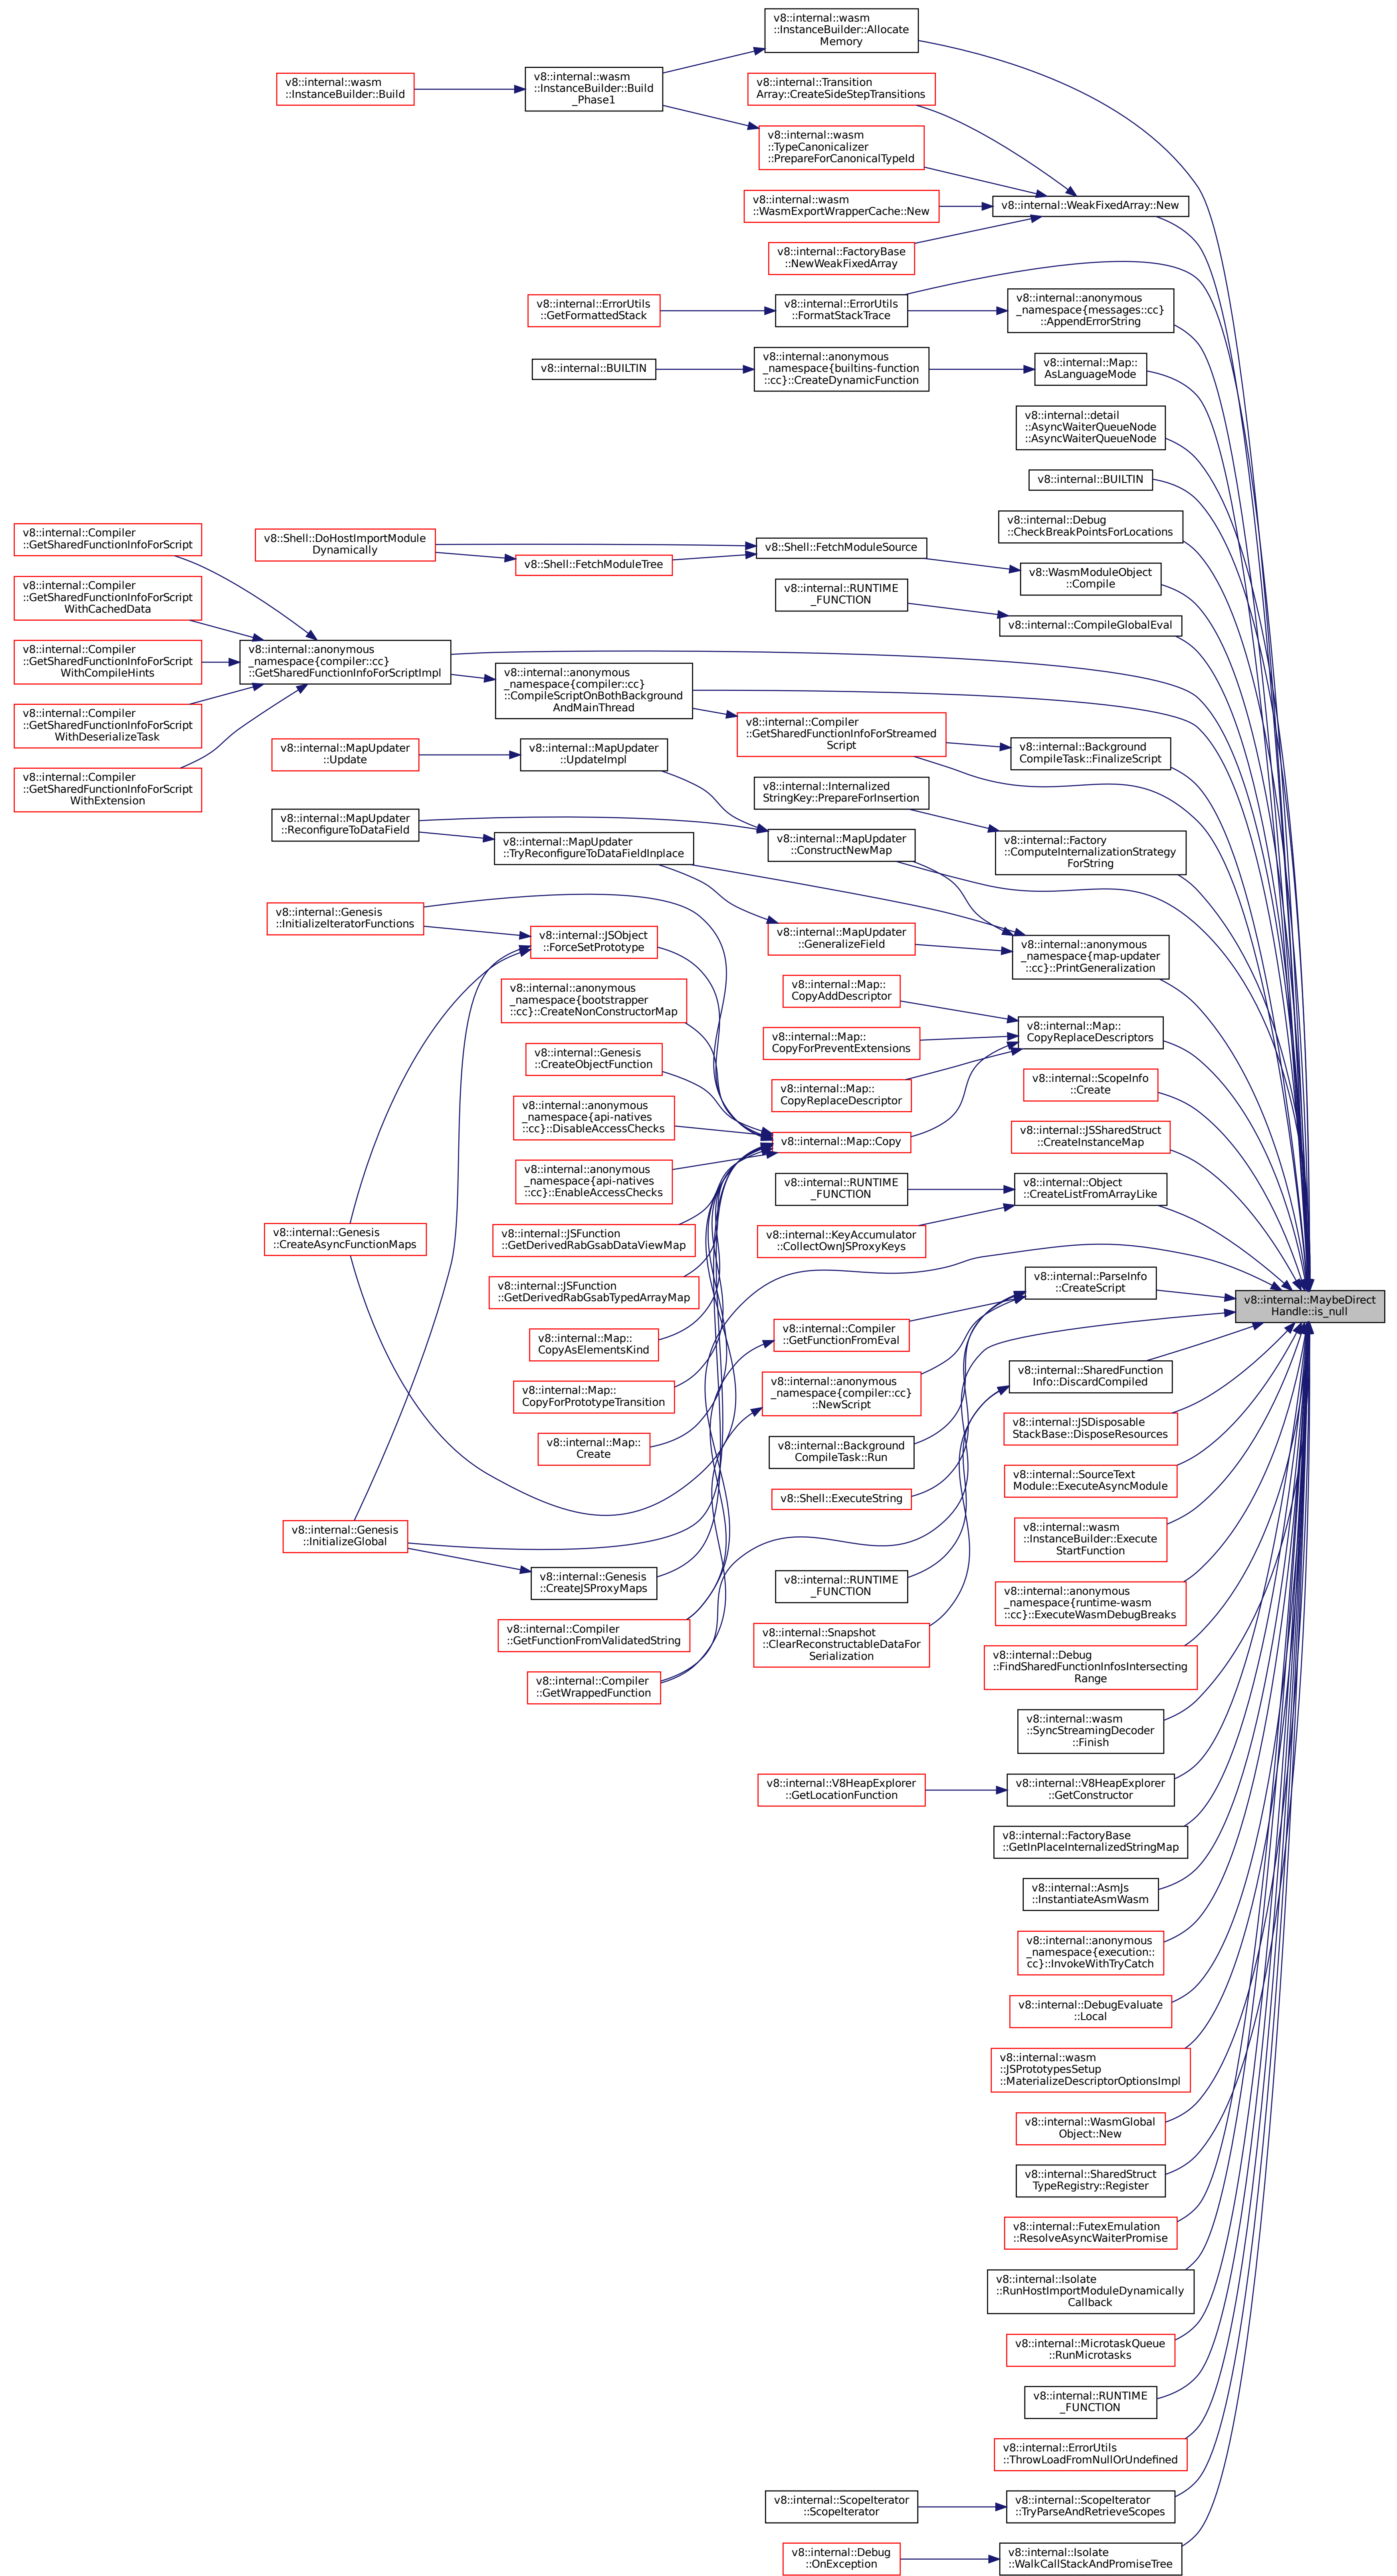 v8::internal::wasm
::InstanceBuilder::Allocate
Memory
v8::internal::wasm
::InstanceBuilder::Build
_Phase1
v8::internal::wasm
::InstanceBuilder::Build
v8::internal::Transition
Array::CreateSideStepTransitions
v8::internal::wasm
::TypeCanonicalizer
::PrepareForCanonicalTypeId
v8::internal::wasm
::WasmExportWrapperCache::New
v8::internal::WeakFixedArray::New
v8::internal::FactoryBase
::NewWeakFixedArray
v8::internal::ErrorUtils
::GetFormattedStack
v8::internal::ErrorUtils
::FormatStackTrace
v8::internal::anonymous
_namespace{messages::cc}
::AppendErrorString
v8::internal::BUILTIN
v8::internal::anonymous
_namespace{builtins-function
::cc}::CreateDynamicFunction
v8::internal::Map::
AsLanguageMode
v8::internal::detail
::AsyncWaiterQueueNode
::AsyncWaiterQueueNode
v8::internal::BUILTIN
v8::internal::Debug
::CheckBreakPointsForLocations
v8::internal::Compiler
::GetSharedFunctionInfoForScript
v8::Shell::DoHostImportModule
Dynamically
v8::Shell::FetchModuleTree
v8::Shell::FetchModuleSource
v8::WasmModuleObject
::Compile
v8::internal::Compiler
::GetSharedFunctionInfoForScript
WithCachedData
v8::internal::RUNTIME
_FUNCTION
v8::internal::CompileGlobalEval
v8::internal::Compiler
::GetSharedFunctionInfoForScript
WithCompileHints
v8::internal::anonymous
_namespace{compiler::cc}
::GetSharedFunctionInfoForScriptImpl
v8::internal::anonymous
_namespace{compiler::cc}
::CompileScriptOnBothBackground
AndMainThread
v8::internal::Compiler
::GetSharedFunctionInfoForScript
WithDeserializeTask
v8::internal::Compiler
::GetSharedFunctionInfoForStreamed
Script
v8::internal::Background
CompileTask::FinalizeScript
v8::internal::MapUpdater
::Update
v8::internal::MapUpdater
::UpdateImpl
v8::internal::Compiler
::GetSharedFunctionInfoForScript
WithExtension
v8::internal::Internalized
StringKey::PrepareForInsertion
v8::internal::MapUpdater
::ReconfigureToDataField
v8::internal::MapUpdater
::TryReconfigureToDataFieldInplace
v8::internal::MapUpdater
::ConstructNewMap
v8::internal::Factory
::ComputeInternalizationStrategy
ForString
v8::internal::Genesis
::InitializeIteratorFunctions
v8::internal::JSObject
::ForceSetPrototype
v8::internal::MapUpdater
::GeneralizeField
v8::internal::anonymous
_namespace{map-updater
::cc}::PrintGeneralization
v8::internal::anonymous
_namespace{bootstrapper
::cc}::CreateNonConstructorMap
v8::internal::Map::
CopyAddDescriptor
v8::internal::Map::
CopyForPreventExtensions
v8::internal::Map::
CopyReplaceDescriptors
v8::internal::Genesis
::CreateObjectFunction
v8::internal::Map::
CopyReplaceDescriptor
v8::internal::ScopeInfo
::Create
v8::internal::anonymous
_namespace{api-natives
::cc}::DisableAccessChecks
v8::internal::Map::Copy
v8::internal::JSSharedStruct
::CreateInstanceMap
v8::internal::anonymous
_namespace{api-natives
::cc}::EnableAccessChecks
v8::internal::RUNTIME
_FUNCTION
v8::internal::Object
::CreateListFromArrayLike
v8::internal::Genesis
::CreateAsyncFunctionMaps
v8::internal::JSFunction
::GetDerivedRabGsabDataViewMap
v8::internal::KeyAccumulator
::CollectOwnJSProxyKeys
v8::internal::JSFunction
::GetDerivedRabGsabTypedArrayMap
v8::internal::ParseInfo
::CreateScript
v8::internal::MaybeDirect
Handle::is_null
v8::internal::Map::
CopyAsElementsKind
v8::internal::Compiler
::GetFunctionFromEval
v8::internal::Map::
CopyForPrototypeTransition
v8::internal::anonymous
_namespace{compiler::cc}
::NewScript
v8::internal::SharedFunction
Info::DiscardCompiled
v8::internal::Map::
Create
v8::internal::Background
CompileTask::Run
v8::internal::JSDisposable
StackBase::DisposeResources
v8::Shell::ExecuteString
v8::internal::SourceText
Module::ExecuteAsyncModule
v8::internal::Genesis
::InitializeGlobal
v8::internal::wasm
::InstanceBuilder::Execute
StartFunction
v8::internal::Genesis
::CreateJSProxyMaps
v8::internal::RUNTIME
_FUNCTION
v8::internal::anonymous
_namespace{runtime-wasm
::cc}::ExecuteWasmDebugBreaks
v8::internal::Compiler
::GetFunctionFromValidatedString
v8::internal::Snapshot
::ClearReconstructableDataFor
Serialization
v8::internal::Debug
::FindSharedFunctionInfosIntersecting
Range
v8::internal::Compiler
::GetWrappedFunction
v8::internal::wasm
::SyncStreamingDecoder
::Finish
v8::internal::V8HeapExplorer
::GetLocationFunction
v8::internal::V8HeapExplorer
::GetConstructor
v8::internal::FactoryBase
::GetInPlaceInternalizedStringMap
v8::internal::AsmJs
::InstantiateAsmWasm
v8::internal::anonymous
_namespace{execution::
cc}::InvokeWithTryCatch
v8::internal::DebugEvaluate
::Local
v8::internal::wasm
::JSPrototypesSetup
::MaterializeDescriptorOptionsImpl
v8::internal::WasmGlobal
Object::New
v8::internal::SharedStruct
TypeRegistry::Register
v8::internal::FutexEmulation
::ResolveAsyncWaiterPromise
v8::internal::Isolate
::RunHostImportModuleDynamically
Callback
v8::internal::MicrotaskQueue
::RunMicrotasks
v8::internal::RUNTIME
_FUNCTION
v8::internal::ErrorUtils
::ThrowLoadFromNullOrUndefined
v8::internal::ScopeIterator
::ScopeIterator
v8::internal::ScopeIterator
::TryParseAndRetrieveScopes
v8::internal::Debug
::OnException
v8::internal::Isolate
::WalkCallStackAndPromiseTree